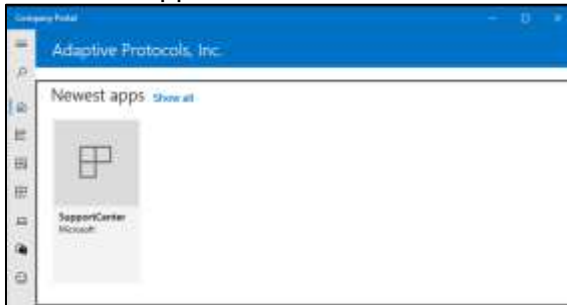 Company Portal
Adaptive Protocols, Inc.
Newest apps Show all
SupportCenter
Microsoft